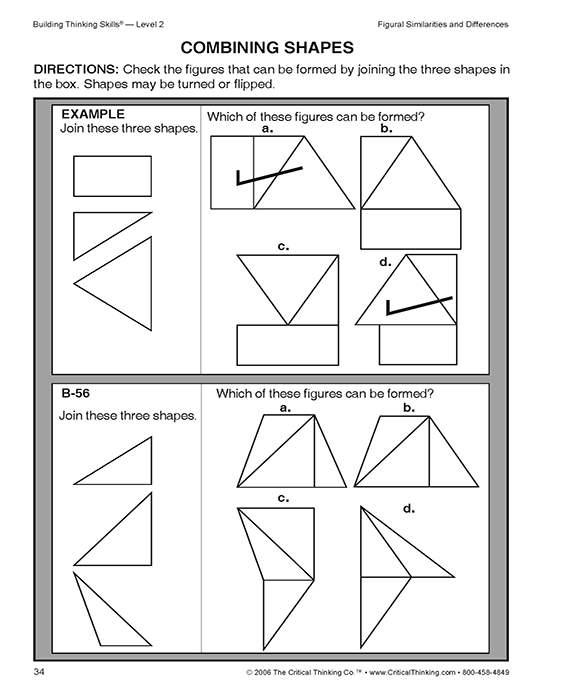 Building Thinking Skills® — Level 2
Figural Similarities and Differences
COMBINING SHAPES
DIRECTIONS: Check the figures that can be formed by joining the three shapes in
the box. Shapes may be turned or flipped.
EXAMPLE
Join these three shapes.
Which of these figures can be formed?
a.
b.
c.
d.
B-56
Join these three shapes.
Which of these figures can be formed?
a.
b.
c.
d.
34
© 2006 The Critical Thinking Co.™ • www.CriticalThinking.com • 800-458-4849